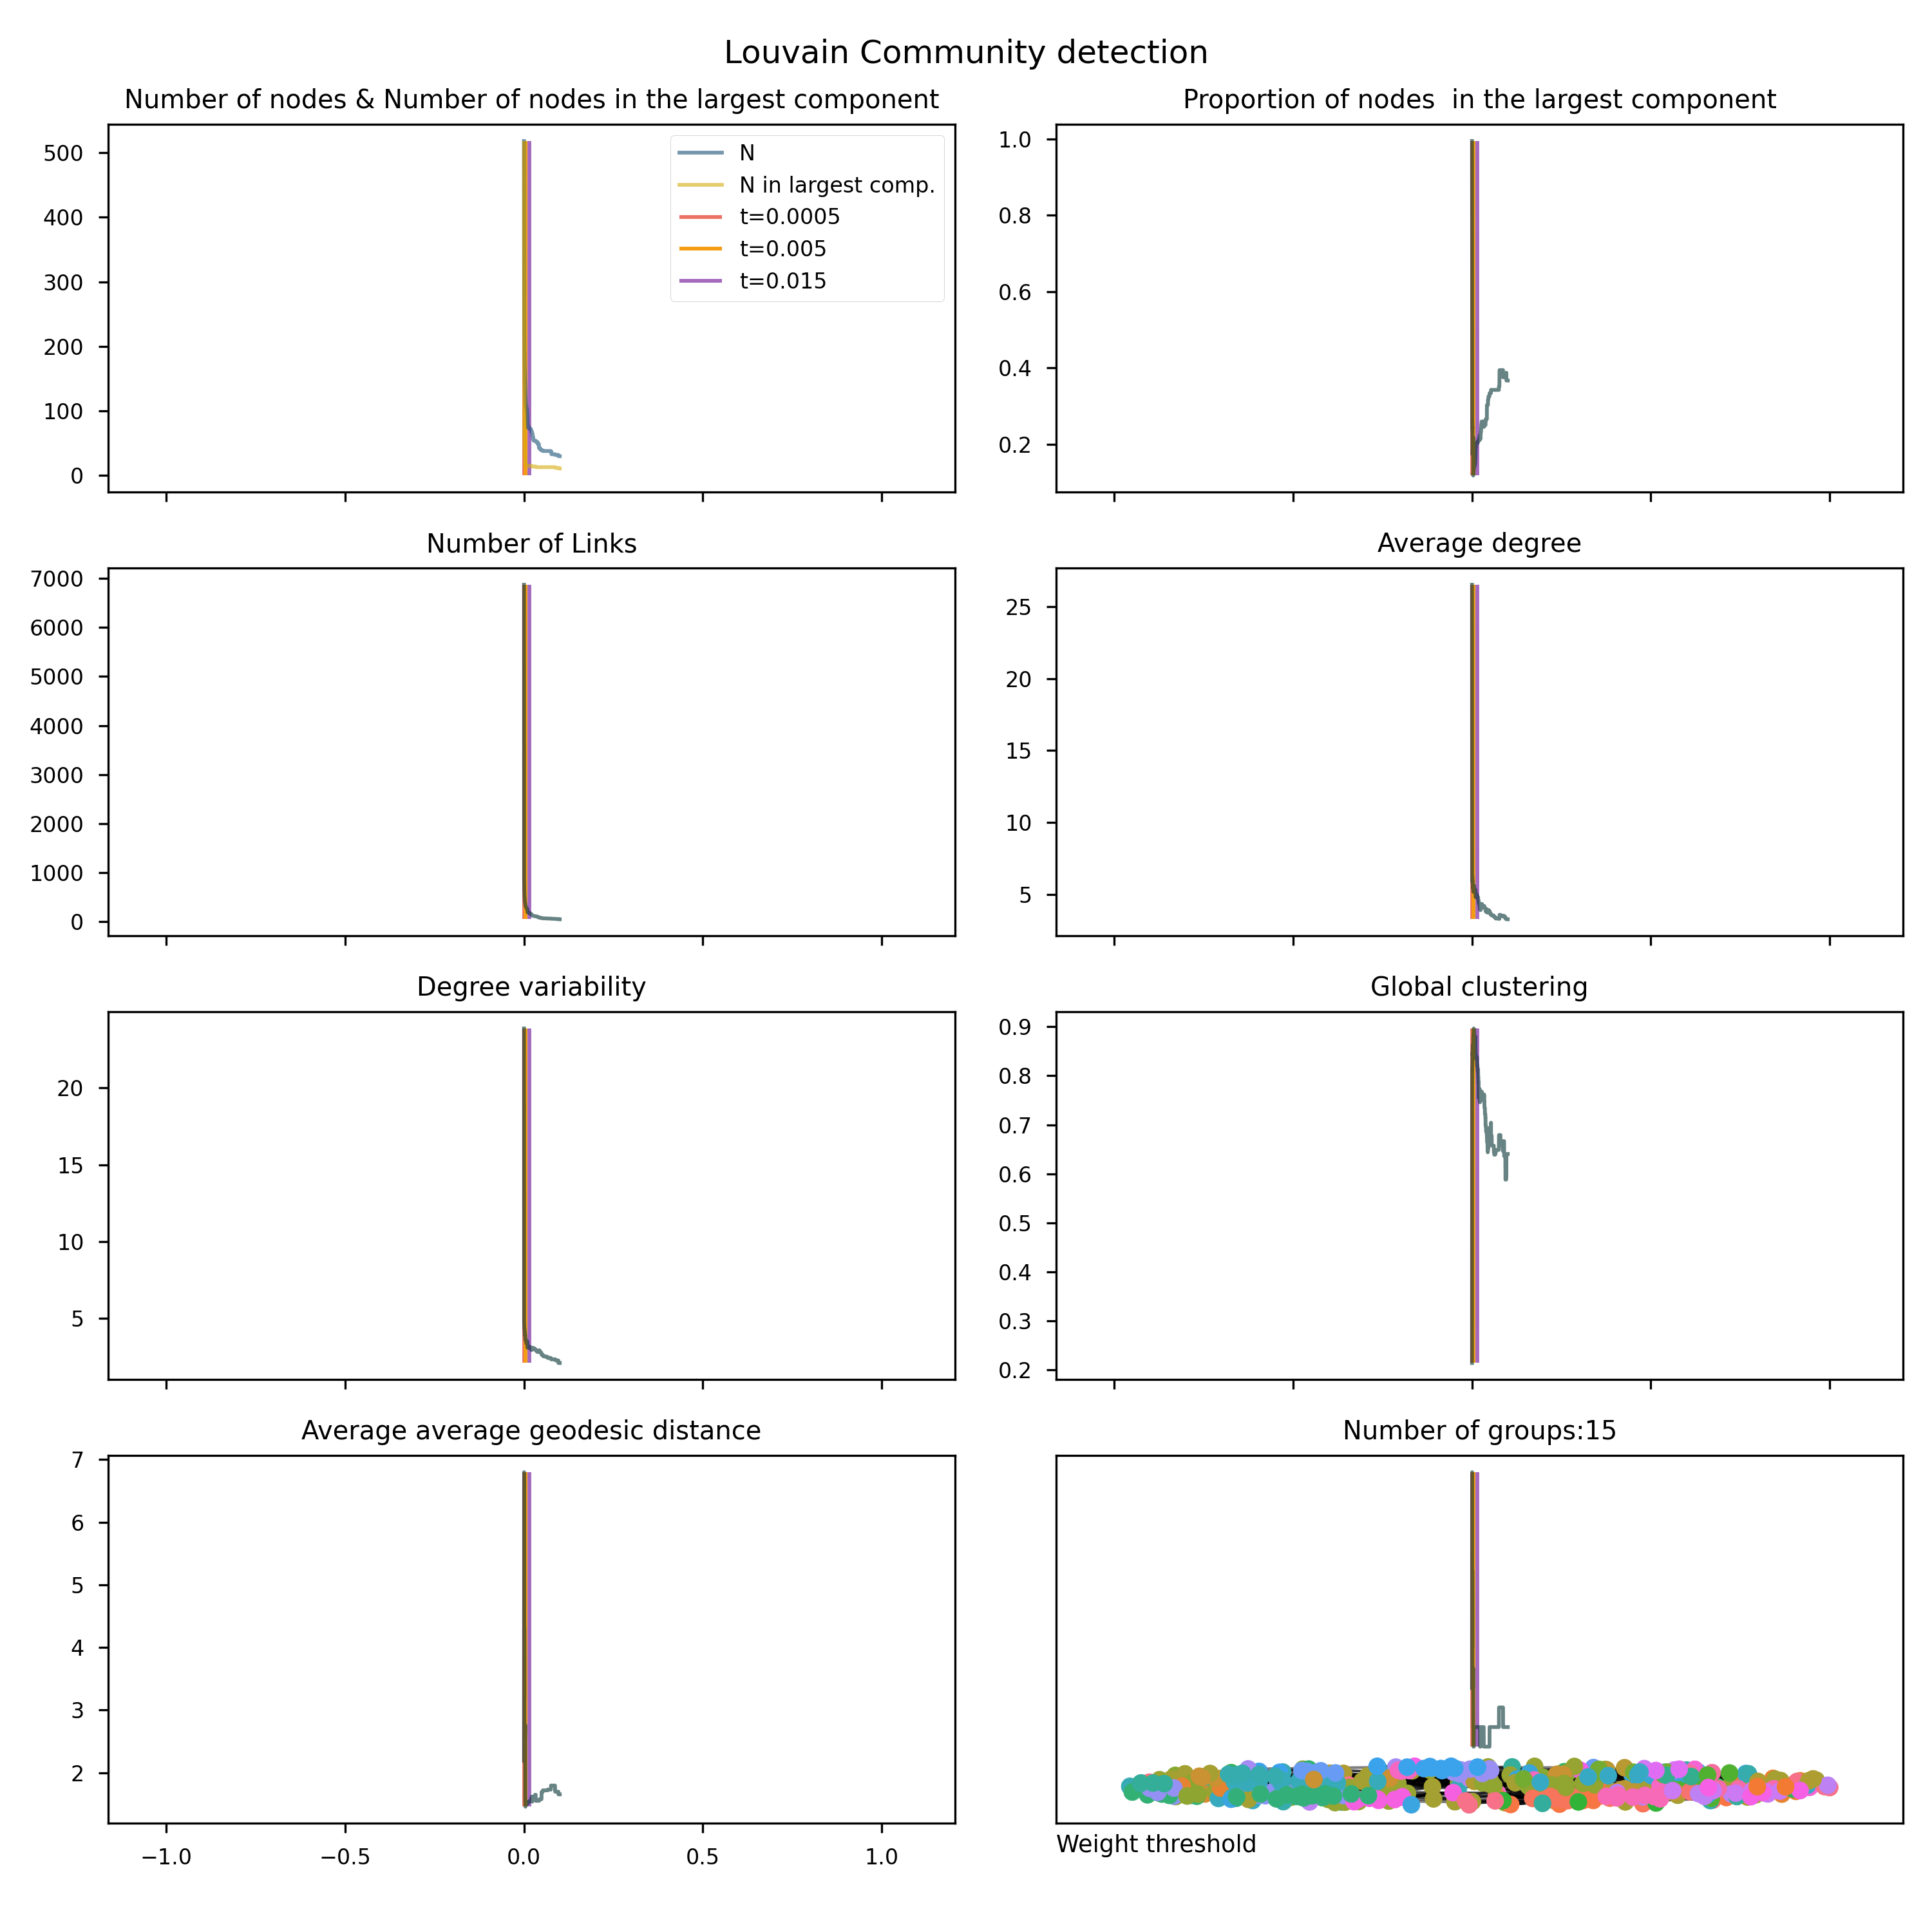 Louvain Community detection
Number of nodes & Number of nodes in the largest component
500
400
300
200
100
0
N
N in largest comp.
t=0.0005
t=0.005
t=0.015
Proportion of nodes  in the largest component
1.0
0.8
0.6
0.4
0.2
Number of Links
7000
6000
5000
4000
3000
2000
1000
0
Average degree
25
20
15
10
5
Degree variability
20
15
10
5
Global clustering
0.9
0.8
0.7
0.6
0.5
0.4
0.3
0.2
Average average geodesic distance
7
6
5
4
3
2
−1.0 −0.5 0.0 0.5 1.0
Number of groups:15
Weight threshold